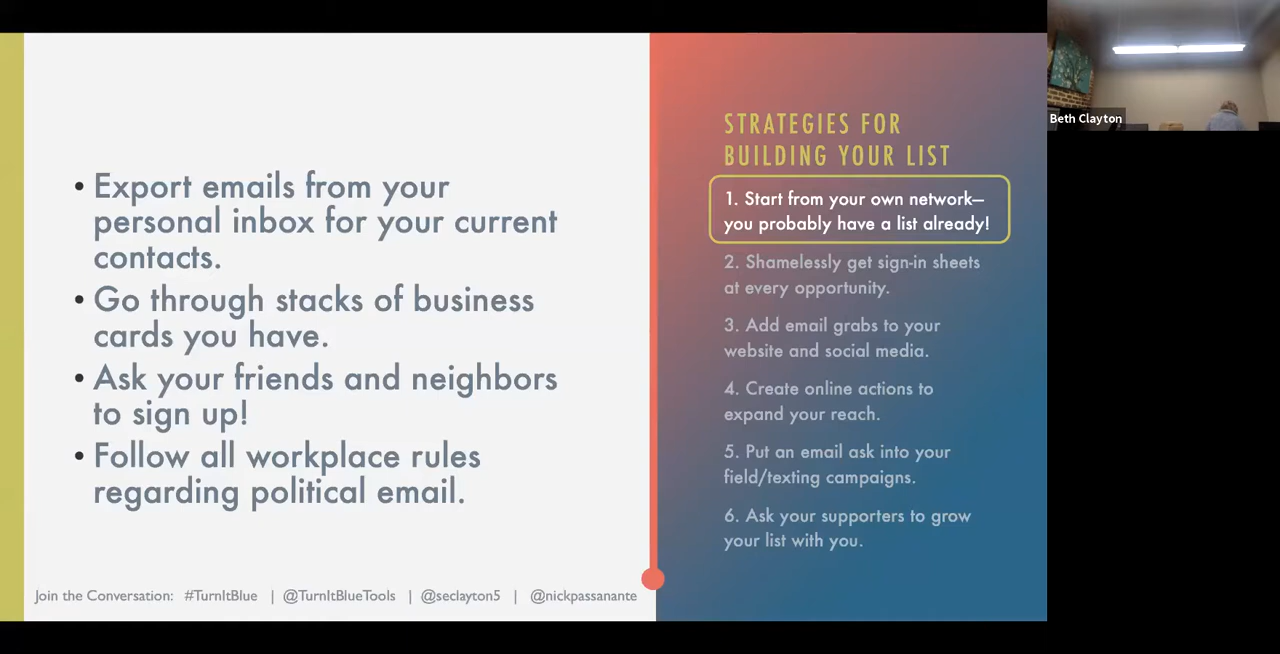 • Export emails from your
personal inbox for your current
contacts.
• Go through stacks of business
cards you have.
• Ask your friends and neighbors
to sign up!
• Follow all workplace rules
regarding political email.
Join the Conversation: #TurnItBlue | @TurnItBlueTools | @seclayton5 | @nickpassanante
STRATEGIES FOR
BUILDING YOUR LIST
1. Start from your own network—
you probably have a list already!
2. Shamelessly get sign-in sheets
at every opportunity.
3. Add email grabs to your
website and social media.
4. Create online actions to
expand your reach.
5. Put an email ask into your
field/texting campaigns.
6. Ask your supporters to grow
your list with you.
Beth Clayton